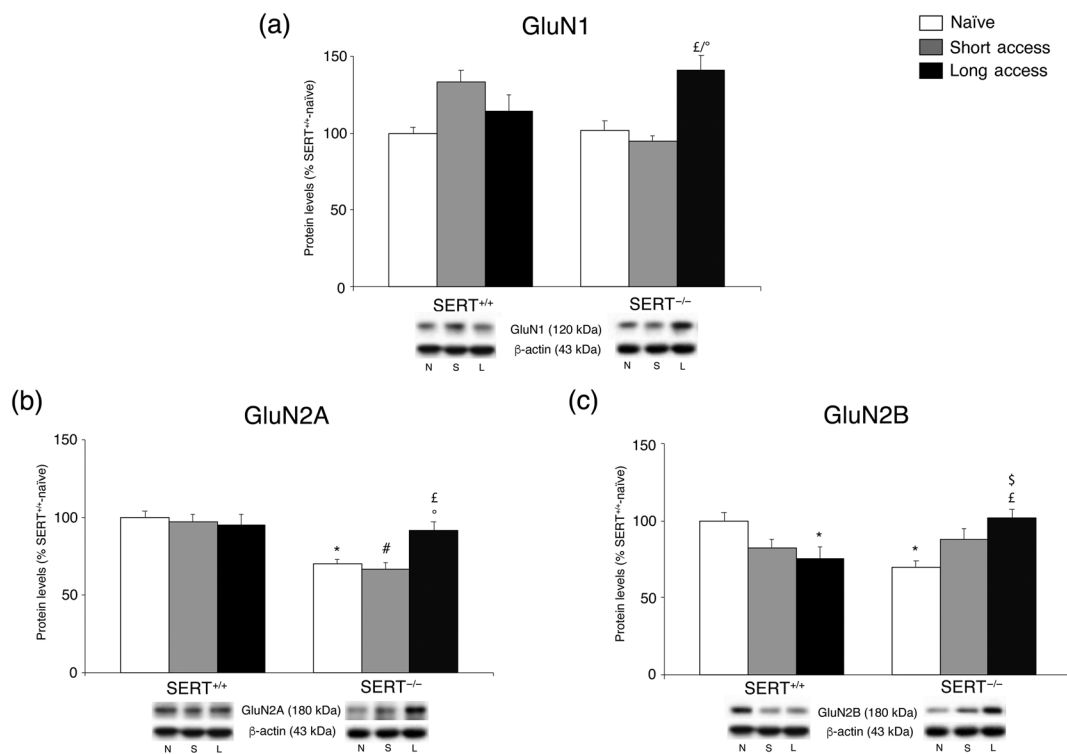 (a)
GluN1
Naïve
Short access
Long access
Protein levels (% SERT⁺/⁺-naïve)
150
100
50
0
£/°
SERT⁺/⁺
SERT⁻/⁻
GluN1 (120 kDa)
β-actin (43 kDa)
N S L
N S L
(b)
GluN2A
Protein levels (% SERT⁺/⁺-naïve)
150
100
50
0
*
#
£
°
SERT⁺/⁺
SERT⁻/⁻
GluN2A (180 kDa)
β-actin (43 kDa)
N S L
N S L
(c)
GluN2B
Protein levels (% SERT⁺/⁺-naïve)
150
100
50
0
*
*
$
£
SERT⁺/⁺
SERT⁻/⁻
GluN2B (180 kDa)
β-actin (43 kDa)
N S L
N S L